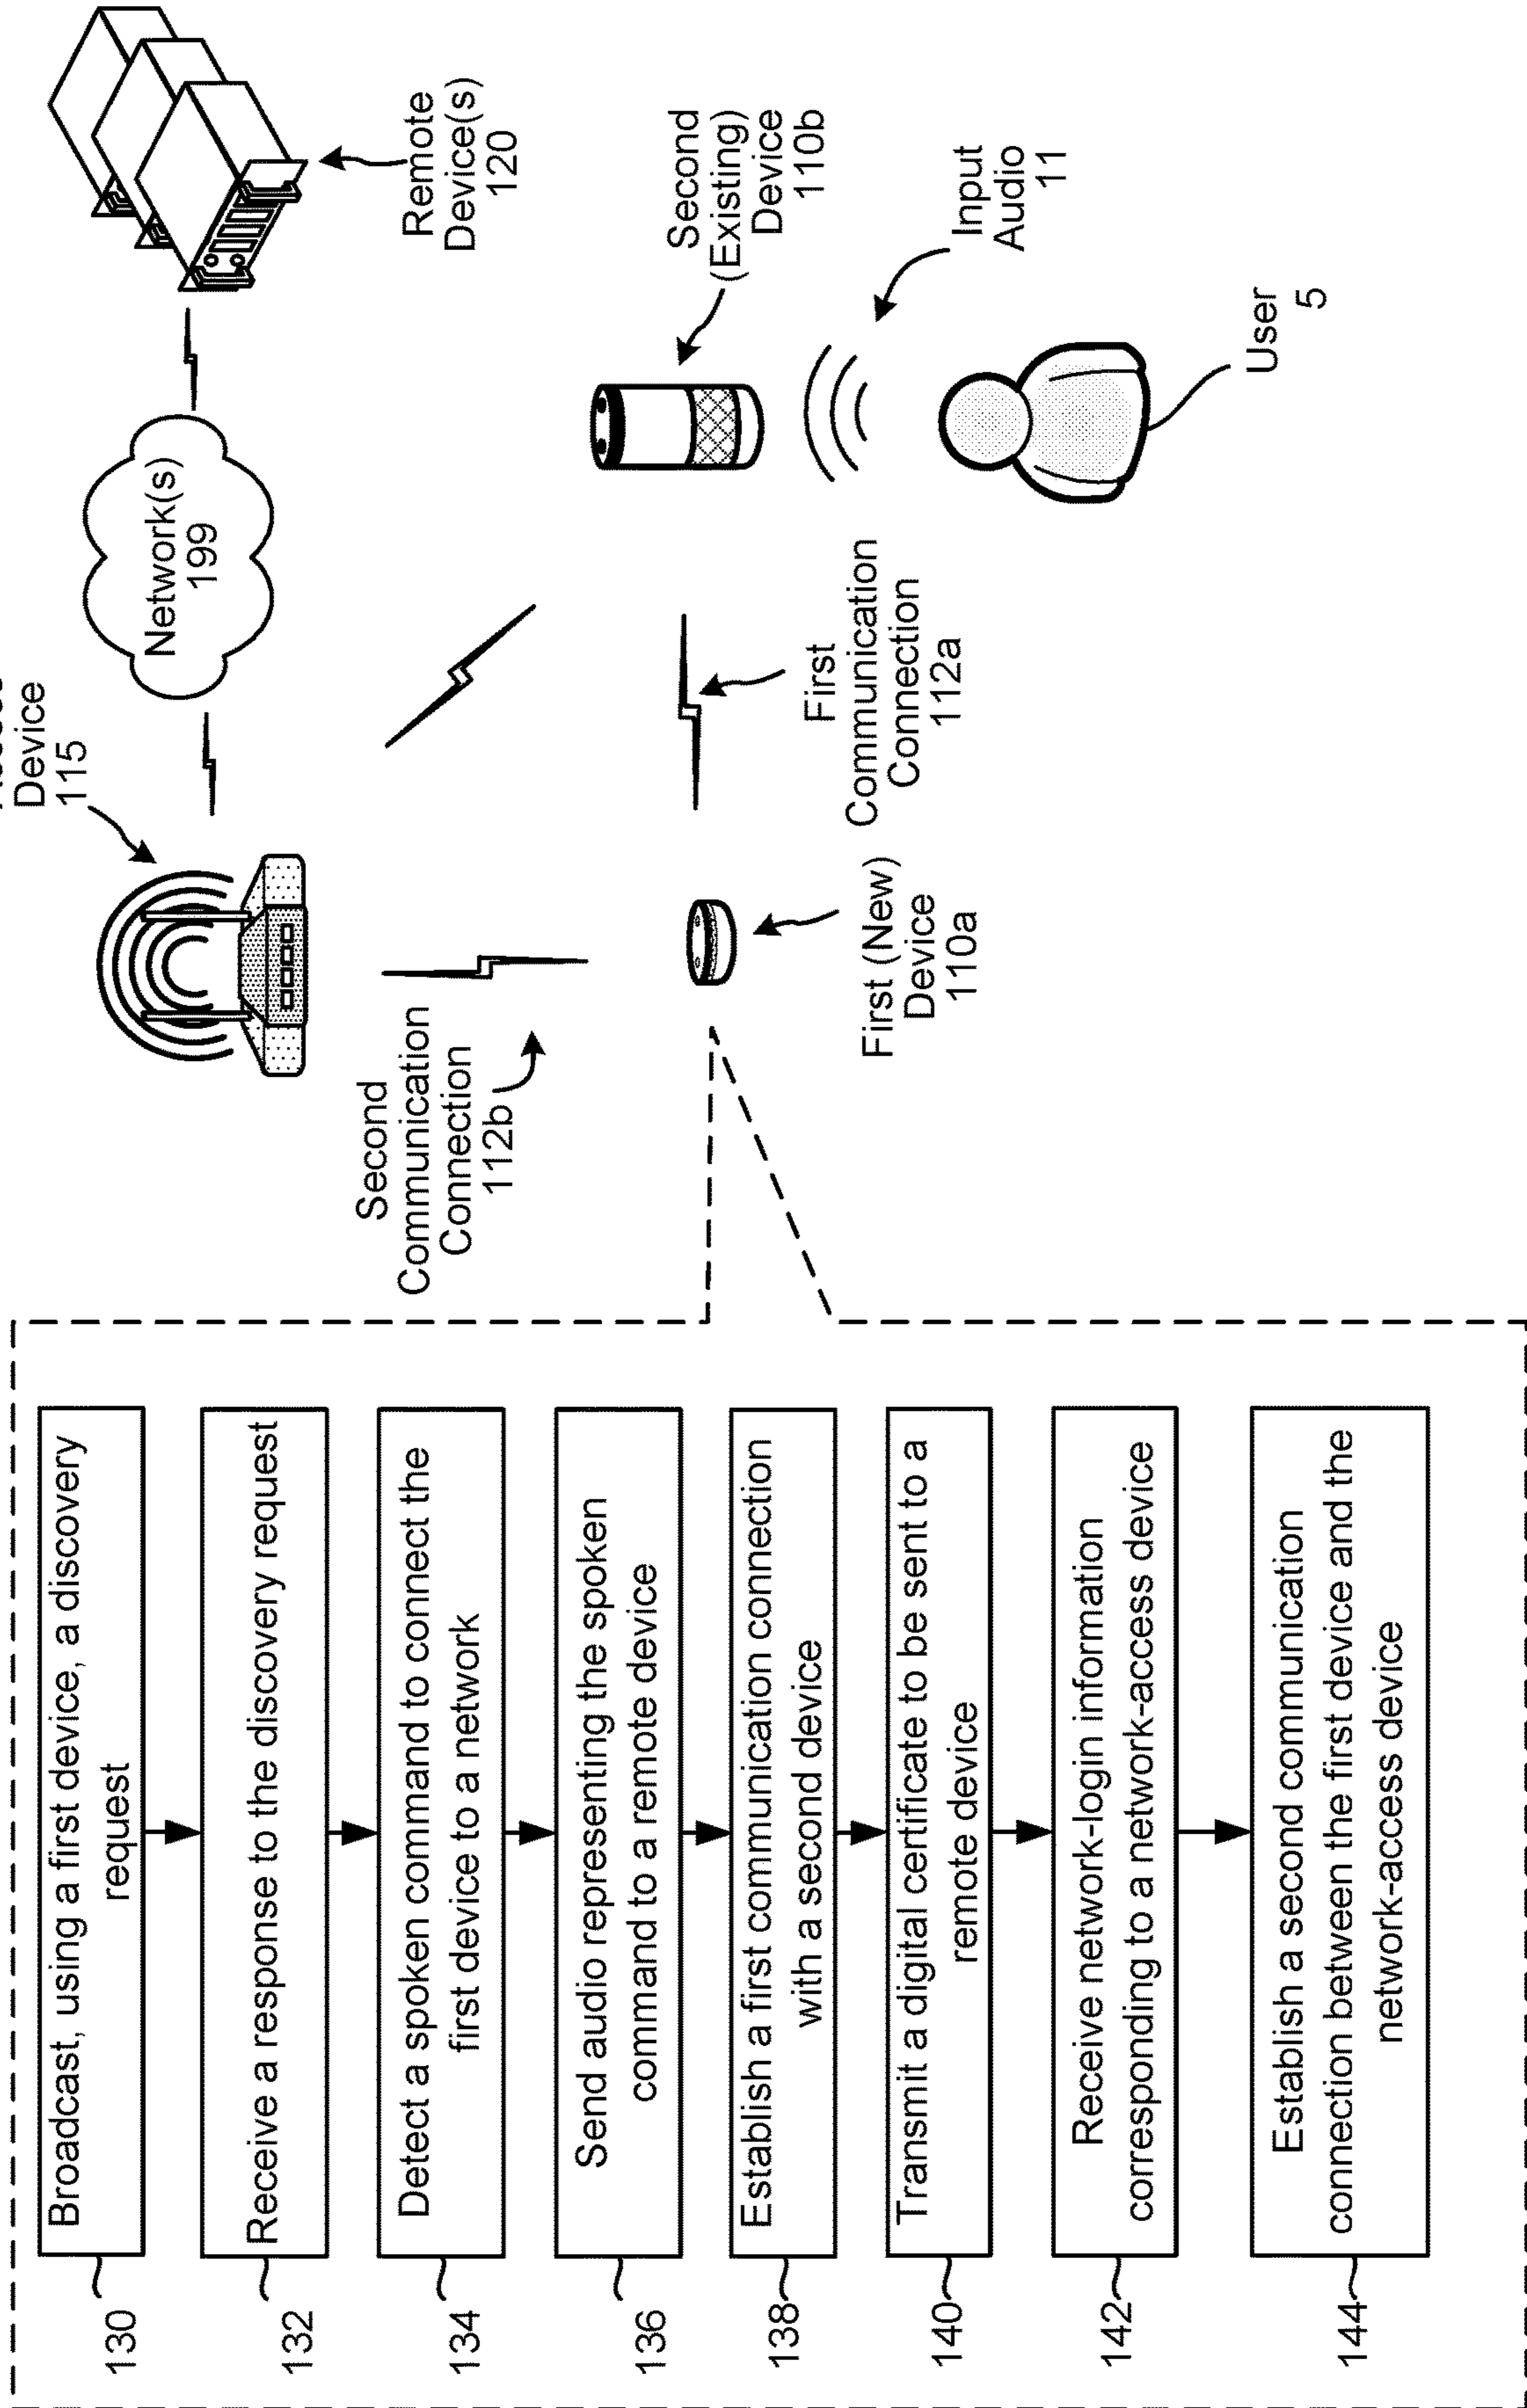 130
Broadcast, using a first device, a discovery
request
132
Receive a response to the discovery request
134
Detect a spoken command to connect the
first device to a network
136
Send audio representing the spoken
command to a remote device
138
Establish a first communication connection
with a second device
140
Transmit a digital certificate to be sent to a
remote device
142
Receive network-login information
corresponding to a network-access device
144
Establish a second communication
connection between the first device and the
network-access device
Device
115
Network(s)
199
Remote
Device(s)
120
Second
Communication
Connection
112b
First (New)
Device
110a
First
Communication
Connection
112a
Second
(Existing)
Device
110b
Input
Audio
11
User
5